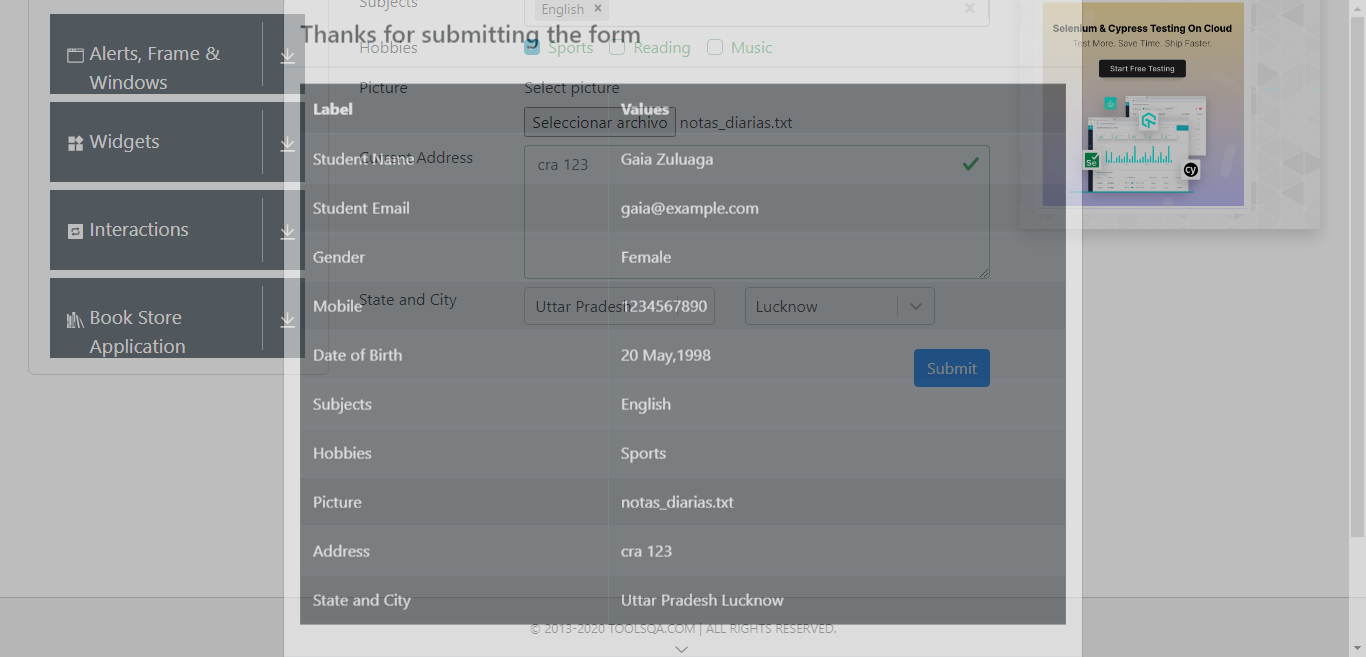 Alerts, Frame &
Windows
Widgets
Interactions
Book Store
Application
Subjects
English ×
Thanks for submitting the form
Hobbies
Sports Reading Music
Picture
Select picture
Seleccionar archivo notas_diarias.txt
Current Address
cra 123
State and City
Uttar Pradesh
Lucknow
Submit
Label Values
Student Name Gaia Zuluaga
Student Email gaia@example.com
Gender Female
Mobile 1234567890
Date of Birth 20 May,1998
Subjects English
Hobbies Sports
Picture notas_diarias.txt
Address cra 123
State and City Uttar Pradesh Lucknow
Selenium & Cypress Testing On Cloud
Test More. Save Time. Ship Faster.
Start Free Testing
Se
cy
© 2013-2020 TOOLSQA.COM | ALL RIGHTS RESERVED.